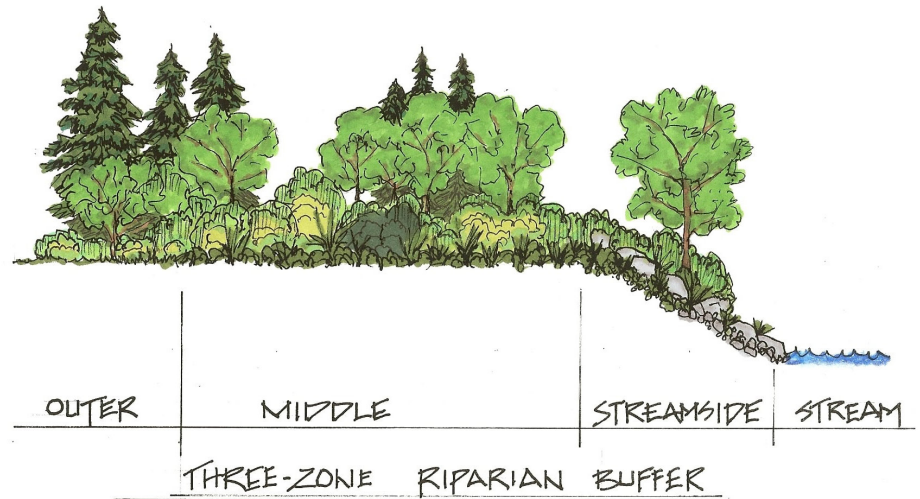 OUTER MIDDLE STREAMSIDE STREAM
THREE-ZONE RIPARIAN BUFFER